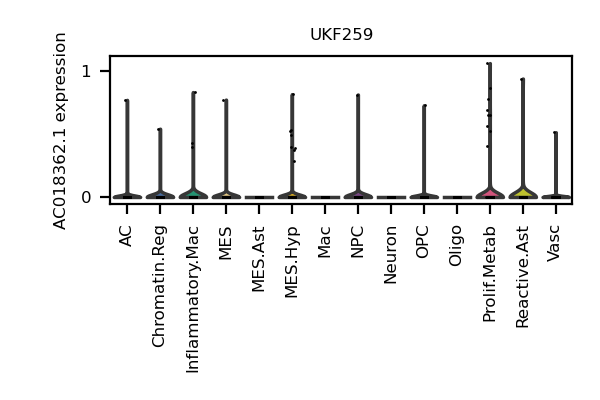 UKF259
AC018362.1 expression
1
0
AC
Chromatin.Reg
Inflammatory.Mac
MES
MES.Ast
MES.Hyp
Mac
NPC
Neuron
OPC
Oligo
Prolif.Metab
Reactive.Ast
Vasc